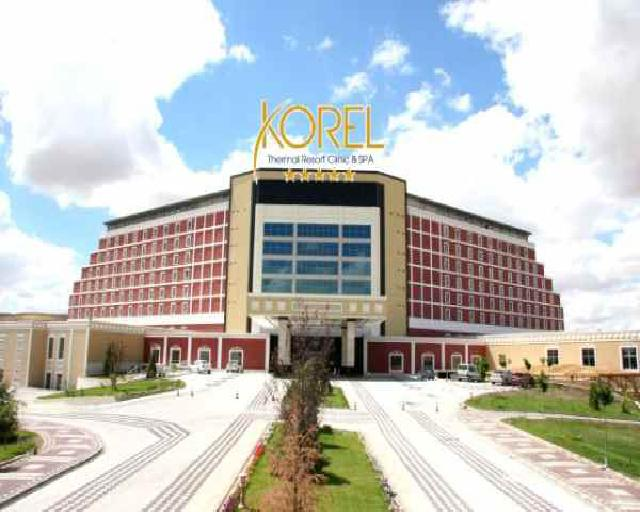 KOREL
Thermal Resort Clinic & SPA